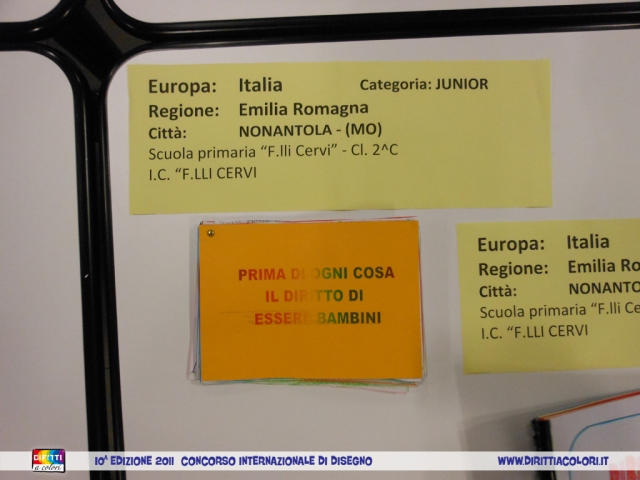 Europa: Italia Categoria: JUNIOR
Regione: Emilia Romagna
Città: NONANTOLA - (MO)
Scuola primaria "F.lli Cervi" - Cl. 2^C
I.C. "F.LLI CERVI
PRIMA DI OGNI COSA
IL DIRITTO DI
ESSERE BAMBINI
Europa: Italia
Regione: Emilia Ro
Città: NONANTO
Scuola primaria "F.lli Ce
I.C. "F.LLI CERVI
DIRITTI
a colori
10^ EDIZIONE 2011 CONCORSO INTERNAZIONALE DI DISEGNO
WWW.DIRITTIACOLORI.IT